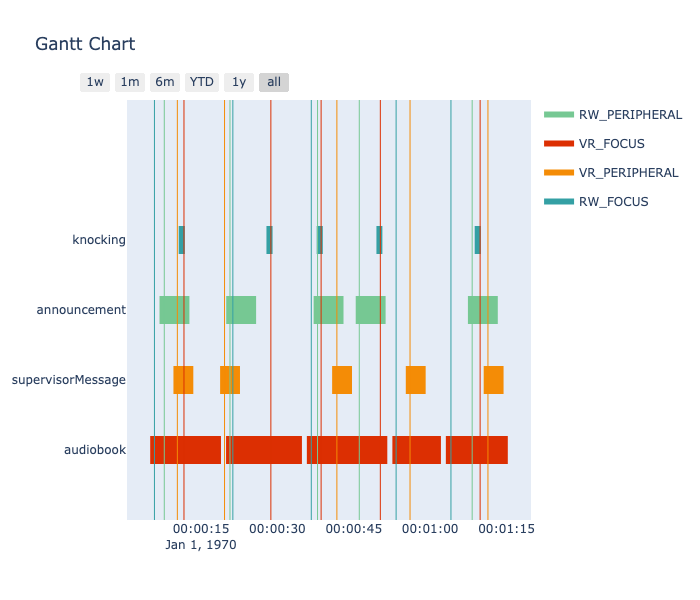 Gantt Chart
1w 1m 6m YTD 1y all
RW_PERIPHERAL
VR_FOCUS
VR_PERIPHERAL
RW_FOCUS
knocking
announcement
supervisorMessage
audiobook
00:00:15 00:00:30 00:00:45 00:01:00 00:01:15
Jan 1, 1970